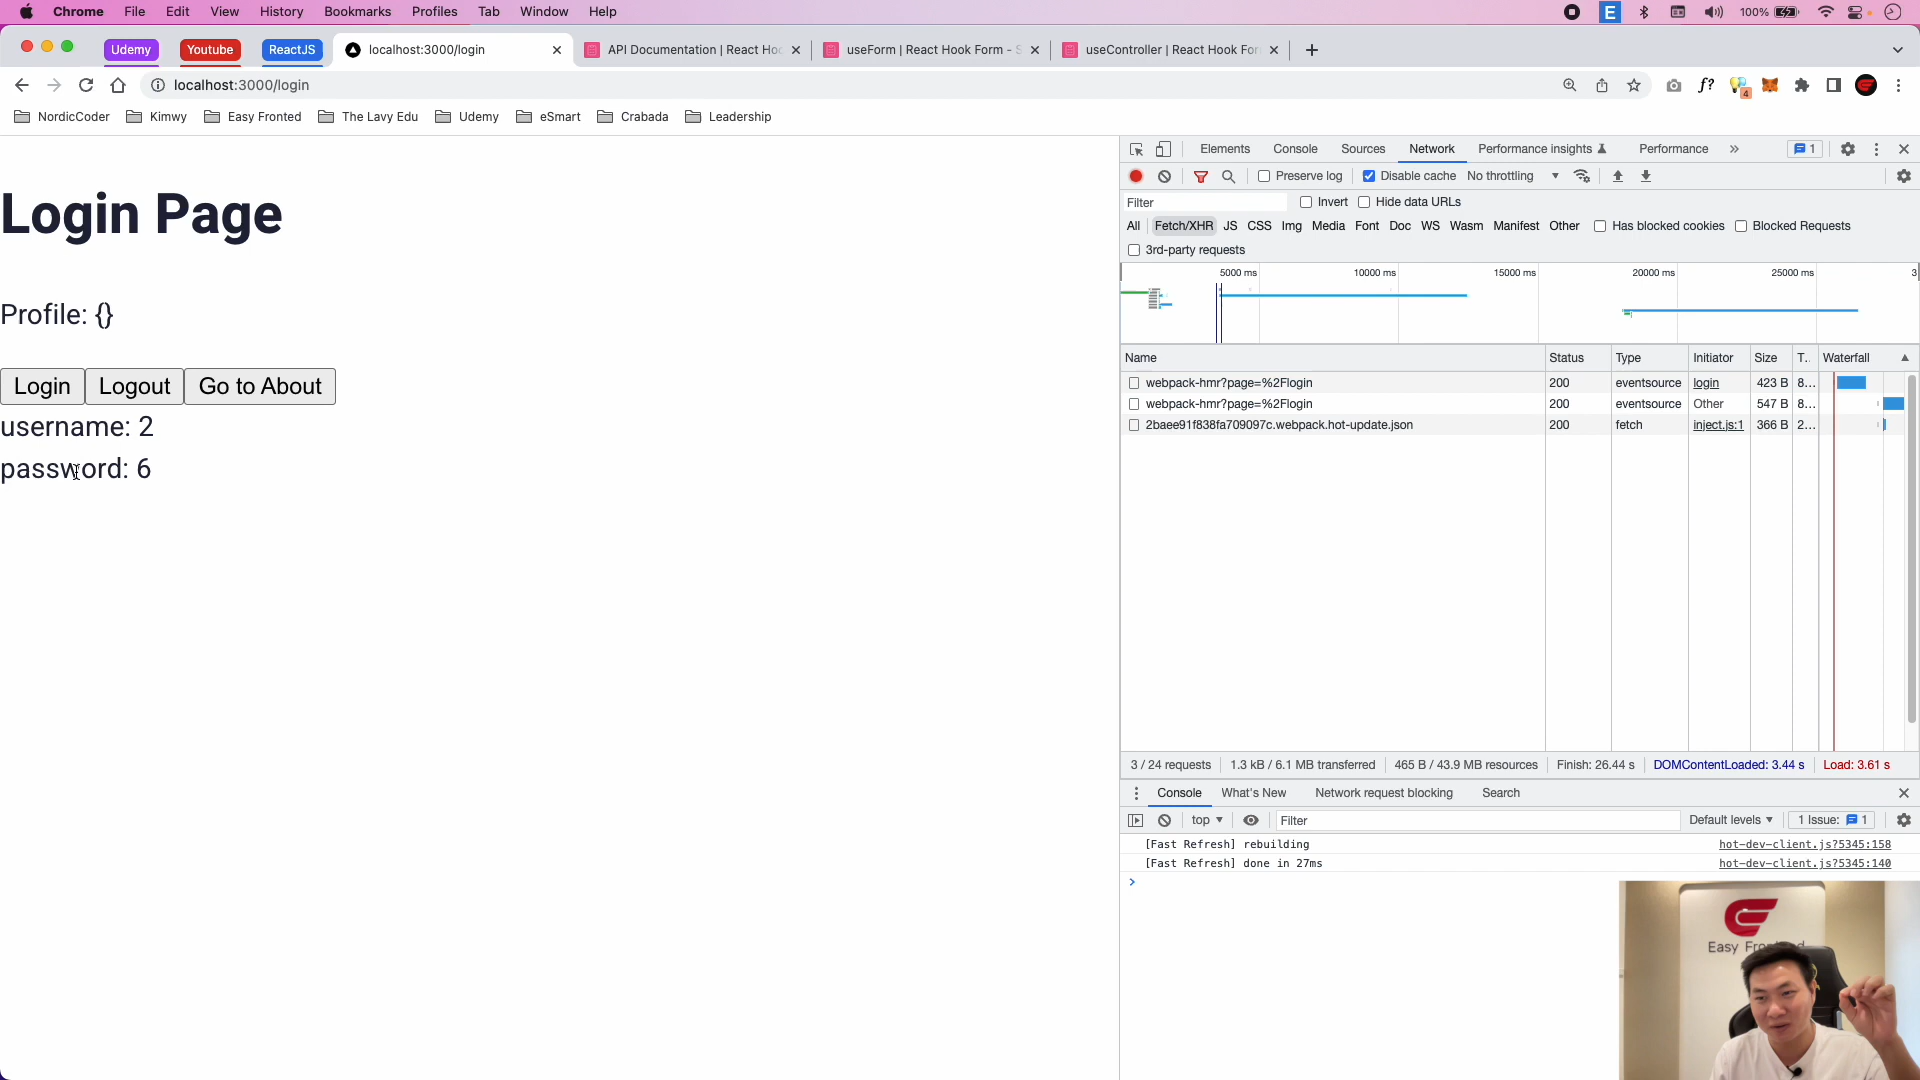 Chrome File Edit View History Bookmarks Profiles Tab Window Help
E 100%
Udemy Youtube ReactJS localhost:3000/login API Documentation | React Hoo useForm | React Hook Form - S useController | React Hook For
localhost:3000/login
f? 4
NordicCoder Kimwy Easy Fronted The Lavy Edu Udemy eSmart Crabada Leadership
Login Page
Profile: {}
Login Logout Go to About
username: 2
password: 6
Elements Console Sources Network Performance insights Performance 1
Preserve log Disable cache No throttling
Filter Invert Hide data URLs
All Fetch/XHR JS CSS Img Media Font Doc WS Wasm Manifest Other Has blocked cookies Blocked Requests
3rd-party requests
5000 ms 10000 ms 15000 ms 20000 ms 25000 ms 3
Name Status Type Initiator Size T.. Waterfall
webpack-hmr?page=%2Flogin 200 eventsource login 423 B 8...
webpack-hmr?page=%2Flogin 200 eventsource Other 547 B 8...
2baee91f838fa709097c.webpack.hot-update.json 200 fetch inject.js:1 366 B 2...
3 / 24 requests 1.3 kB / 6.1 MB transferred 465 B / 43.9 MB resources Finish: 26.44 s DOMContentLoaded: 3.44 s Load: 3.61 s
Console What's New Network request blocking Search
top Filter Default levels 1 Issue: 1
[Fast Refresh] rebuilding hot-dev-client.js?5345:158
[Fast Refresh] done in 27ms hot-dev-client.js?5345:140
Easy Frontend